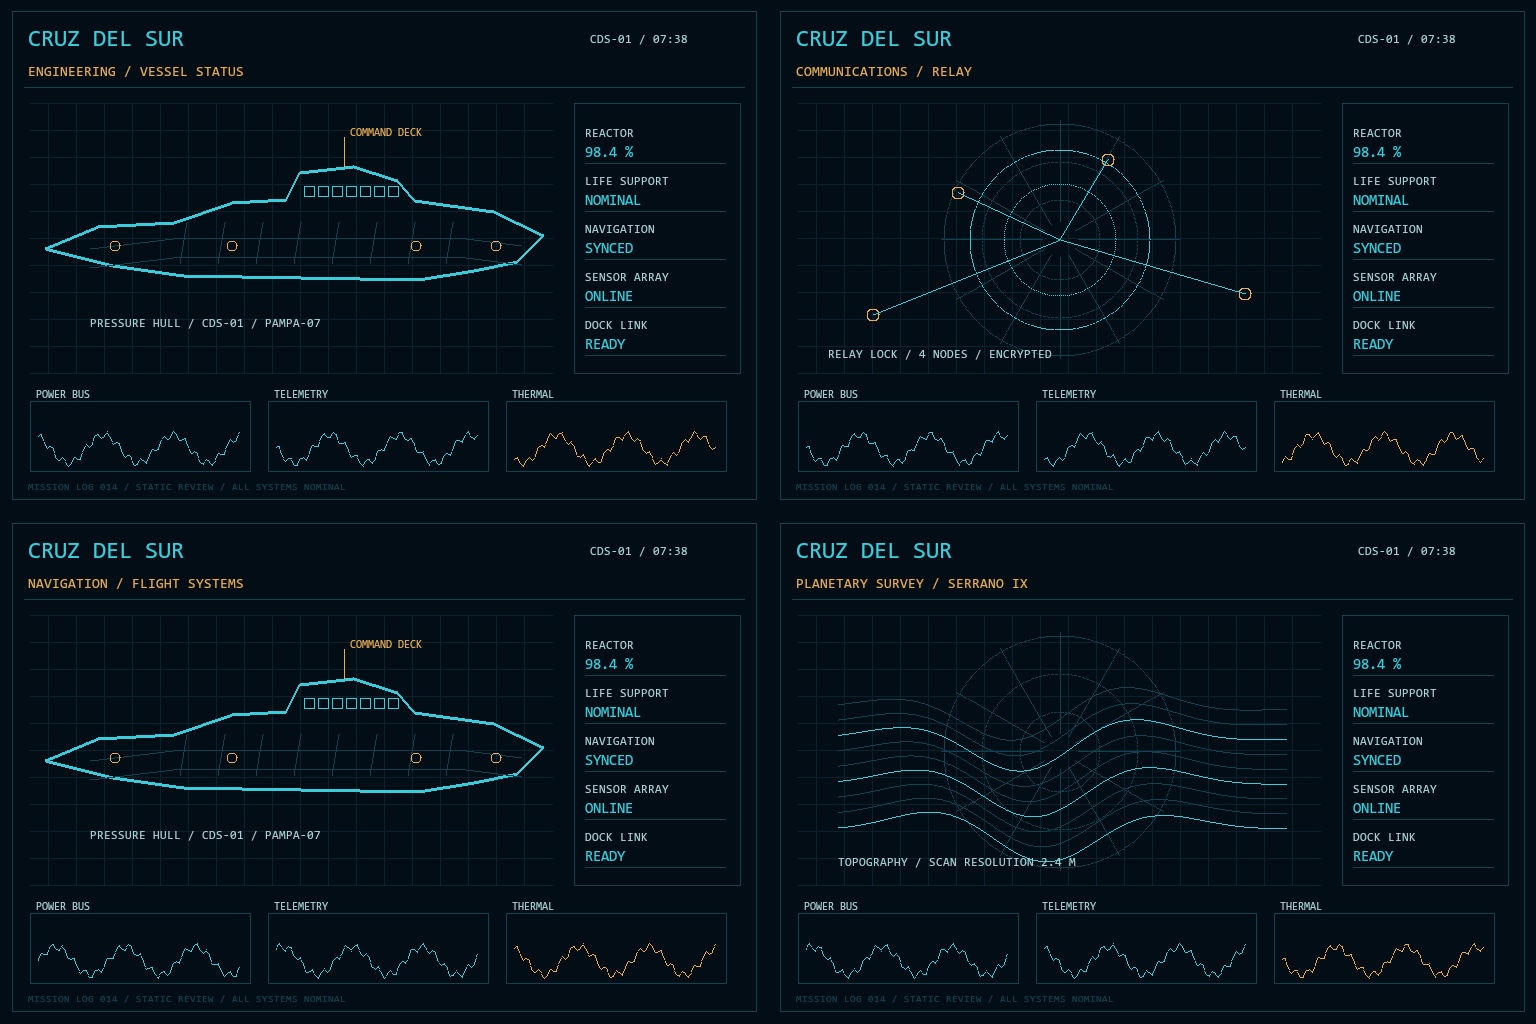 CRUZ DEL SUR
CDS-01 / 07:38
ENGINEERING / VESSEL STATUS
COMMAND DECK
PRESSURE HULL / CDS-01 / PAMPA-07
REACTOR
98.4 %
LIFE SUPPORT
NOMINAL
NAVIGATION
SYNCED
SENSOR ARRAY
ONLINE
DOCK LINK
READY
POWER BUS
TELEMETRY
THERMAL
MISSION LOG 014 / STATIC REVIEW / ALL SYSTEMS NOMINAL
CRUZ DEL SUR
CDS-01 / 07:38
COMMUNICATIONS / RELAY
RELAY LOCK / 4 NODES / ENCRYPTED
REACTOR
98.4 %
LIFE SUPPORT
NOMINAL
NAVIGATION
SYNCED
SENSOR ARRAY
ONLINE
DOCK LINK
READY
POWER BUS
TELEMETRY
THERMAL
MISSION LOG 014 / STATIC REVIEW / ALL SYSTEMS NOMINAL
CRUZ DEL SUR
CDS-01 / 07:38
NAVIGATION / FLIGHT SYSTEMS
COMMAND DECK
PRESSURE HULL / CDS-01 / PAMPA-07
REACTOR
98.4 %
LIFE SUPPORT
NOMINAL
NAVIGATION
SYNCED
SENSOR ARRAY
ONLINE
DOCK LINK
READY
POWER BUS
TELEMETRY
THERMAL
MISSION LOG 014 / STATIC REVIEW / ALL SYSTEMS NOMINAL
CRUZ DEL SUR
CDS-01 / 07:38
PLANETARY SURVEY / SERRANO IX
TOPOGRAPHY / SCAN RESOLUTION 2.4 M
REACTOR
98.4 %
LIFE SUPPORT
NOMINAL
NAVIGATION
SYNCED
SENSOR ARRAY
ONLINE
DOCK LINK
READY
POWER BUS
TELEMETRY
THERMAL
MISSION LOG 014 / STATIC REVIEW / ALL SYSTEMS NOMINAL